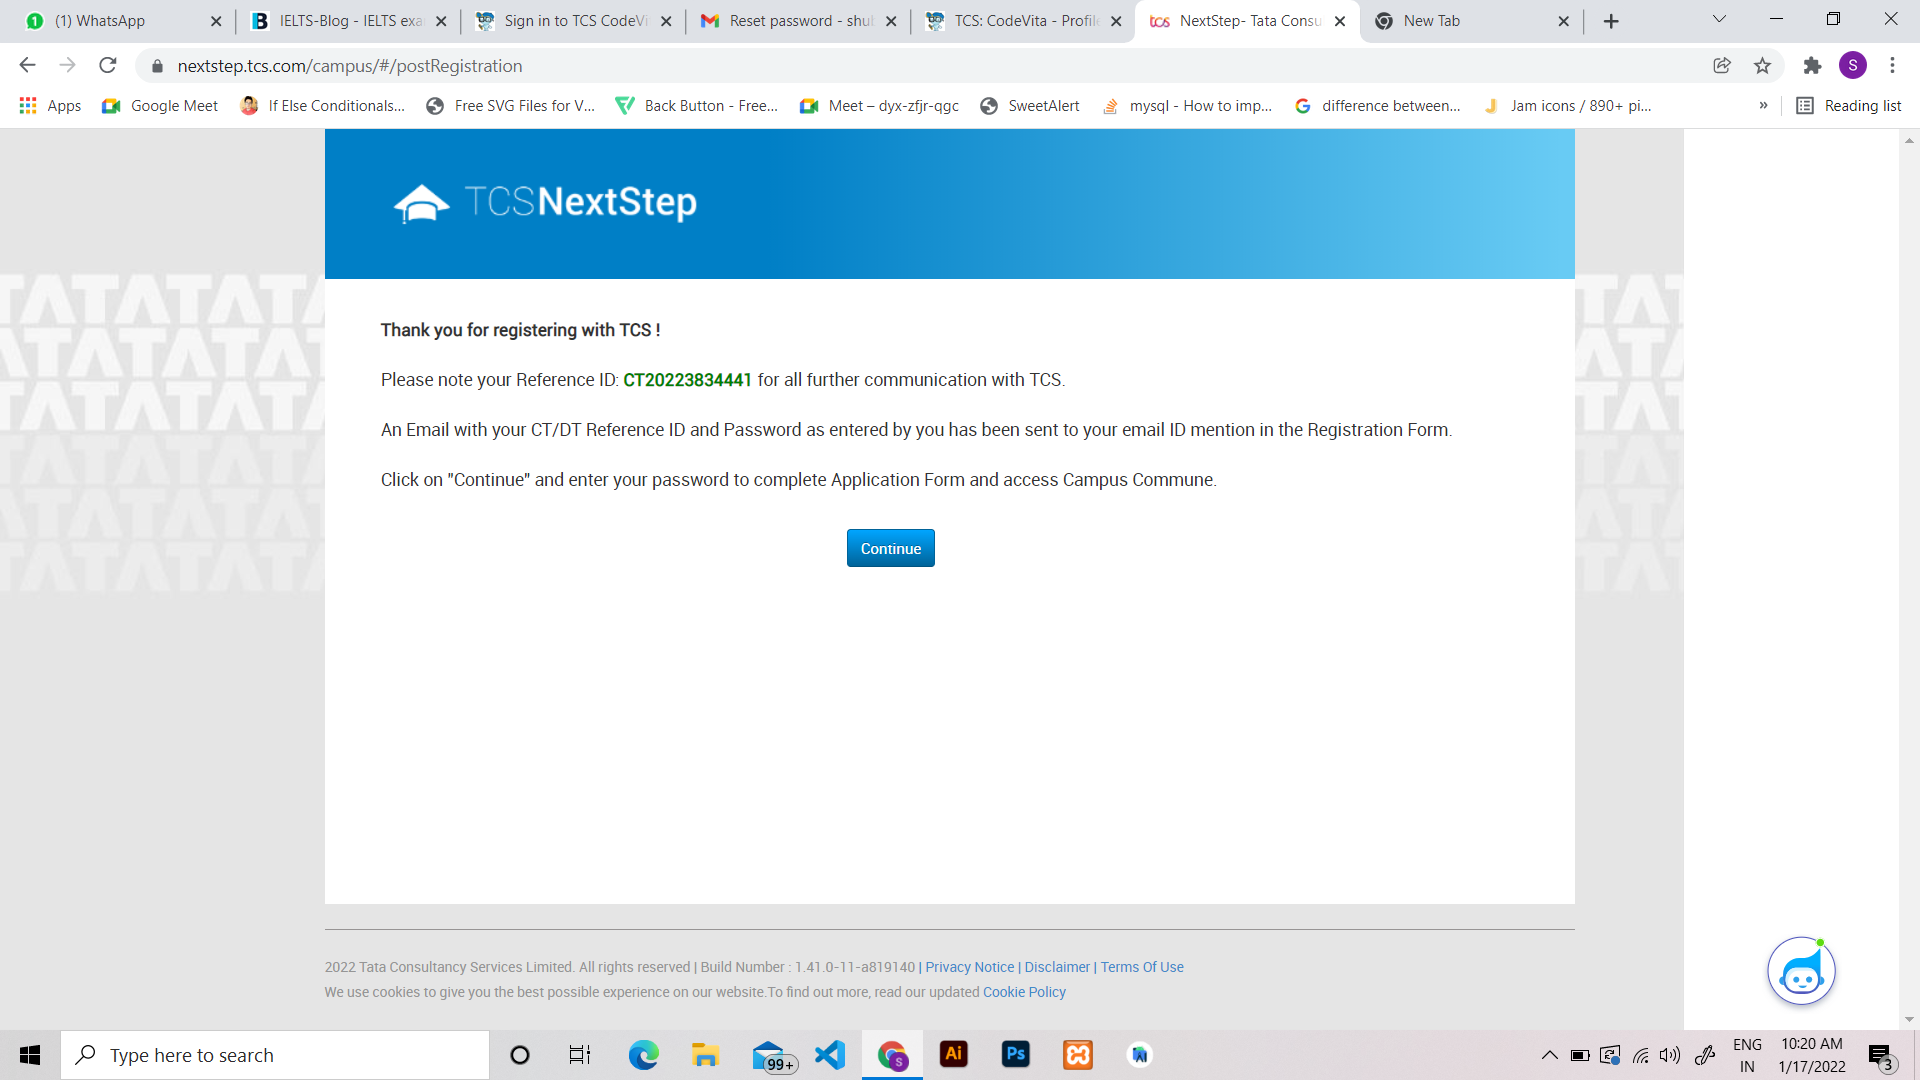 (1) WhatsApp
IELTS-Blog - IELTS exa
Sign in to TCS CodeVi
Reset password - shu
TCS: CodeVita - Profile
tcs NextStep- Tata Consu
New Tab
nextstep.tcs.com/campus/#/postRegistration
S
Apps
Google Meet
If Else Conditionals...
Free SVG Files for V...
Back Button - Free...
Meet – dyx-zfjr-qgc
SweetAlert
mysql - How to imp...
difference between...
Jam icons / 890+ pi...
»
Reading list
TCS NextStep
Thank you for registering with TCS !
Please note your Reference ID: CT20223834441 for all further communication with TCS.
An Email with your CT/DT Reference ID and Password as entered by you has been sent to your email ID mention in the Registration Form.
Click on "Continue" and enter your password to complete Application Form and access Campus Commune.
Continue
2022 Tata Consultancy Services Limited. All rights reserved | Build Number : 1.41.0-11-a819140 | Privacy Notice | Disclaimer | Terms Of Use
We use cookies to give you the best possible experience on our website.To find out more, read our updated Cookie Policy
Type here to search
99+
S
Ai
Ps
ENG
IN
10:20 AM
1/17/2022
3